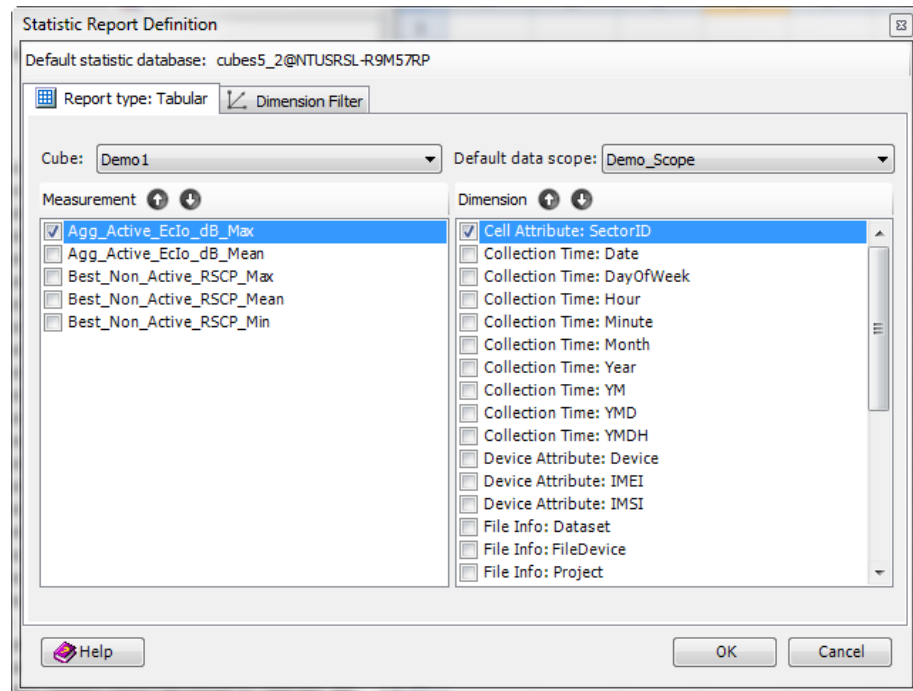 Statistic Report Definition
Default statistic database: cubes5_2@NTUSRSL-R9M57RP
Report type: Tabular Dimension Filter
Cube: Demo1 Default data scope: Demo_Scope
Measurement
Agg_Active_EcIo_dB_Max
Agg_Active_EcIo_dB_Mean
Best_Non_Active_RSCP_Max
Best_Non_Active_RSCP_Mean
Best_Non_Active_RSCP_Min
Dimension
Cell Attribute: SectorID
Collection Time: Date
Collection Time: DayOfWeek
Collection Time: Hour
Collection Time: Minute
Collection Time: Month
Collection Time: Year
Collection Time: YM
Collection Time: YMD
Collection Time: YMDH
Device Attribute: Device
Device Attribute: IMEI
Device Attribute: IMSI
File Info: Dataset
File Info: FileDevice
File Info: Project
Help OK Cancel